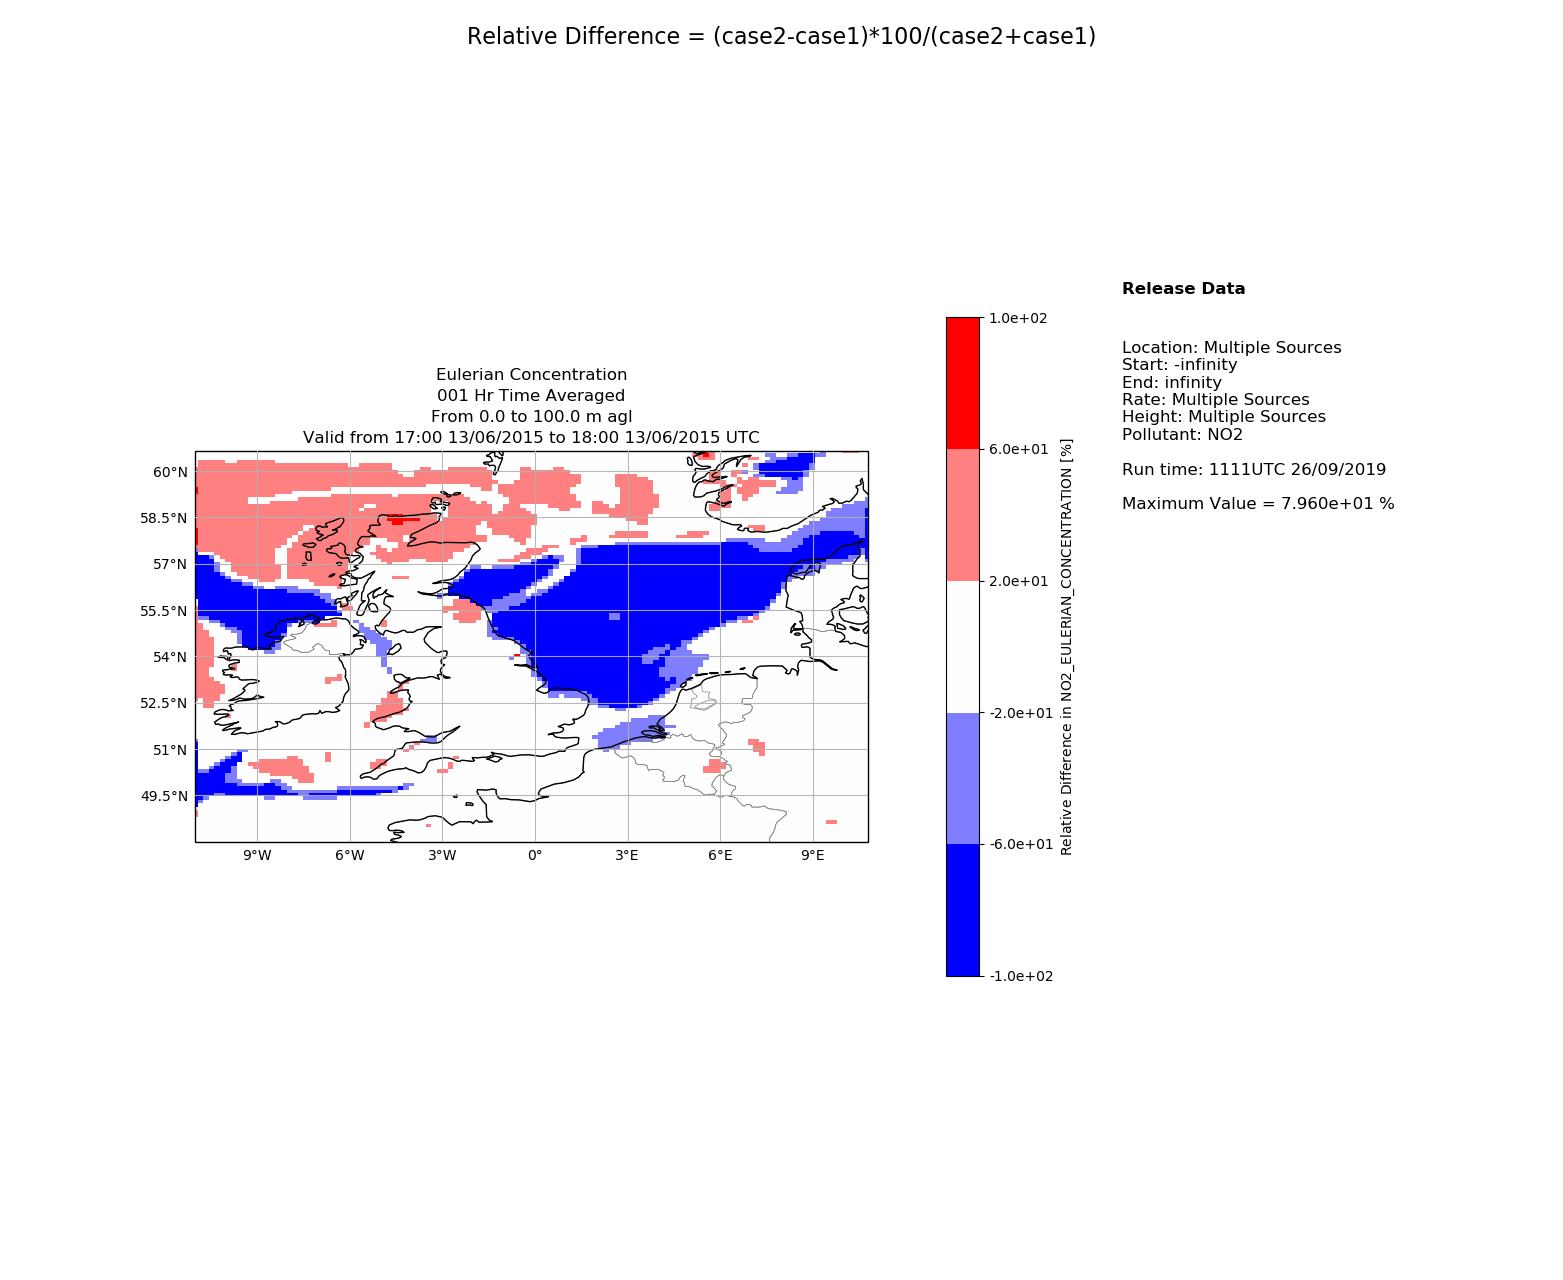 Relative Difference = (case2-case1)*100/(case2+case1)
Eulerian Concentration
001 Hr Time Averaged
From 0.0 to 100.0 m agl
Valid from 17:00 13/06/2015 to 18:00 13/06/2015 UTC
60°N
58.5°N
57°N
55.5°N
54°N
52.5°N
51°N
49.5°N
9°W
6°W
3°W
0°
3°E
6°E
9°E
1.0e+02
6.0e+01
2.0e+01
-2.0e+01
-6.0e+01
-1.0e+02
Relative Difference in NO2_EULERIAN_CONCENTRATION [%]
Release Data
Location: Multiple Sources
Start: -infinity
End: infinity
Rate: Multiple Sources
Height: Multiple Sources
Pollutant: NO2
Run time: 1111UTC 26/09/2019
Maximum Value = 7.960e+01 %